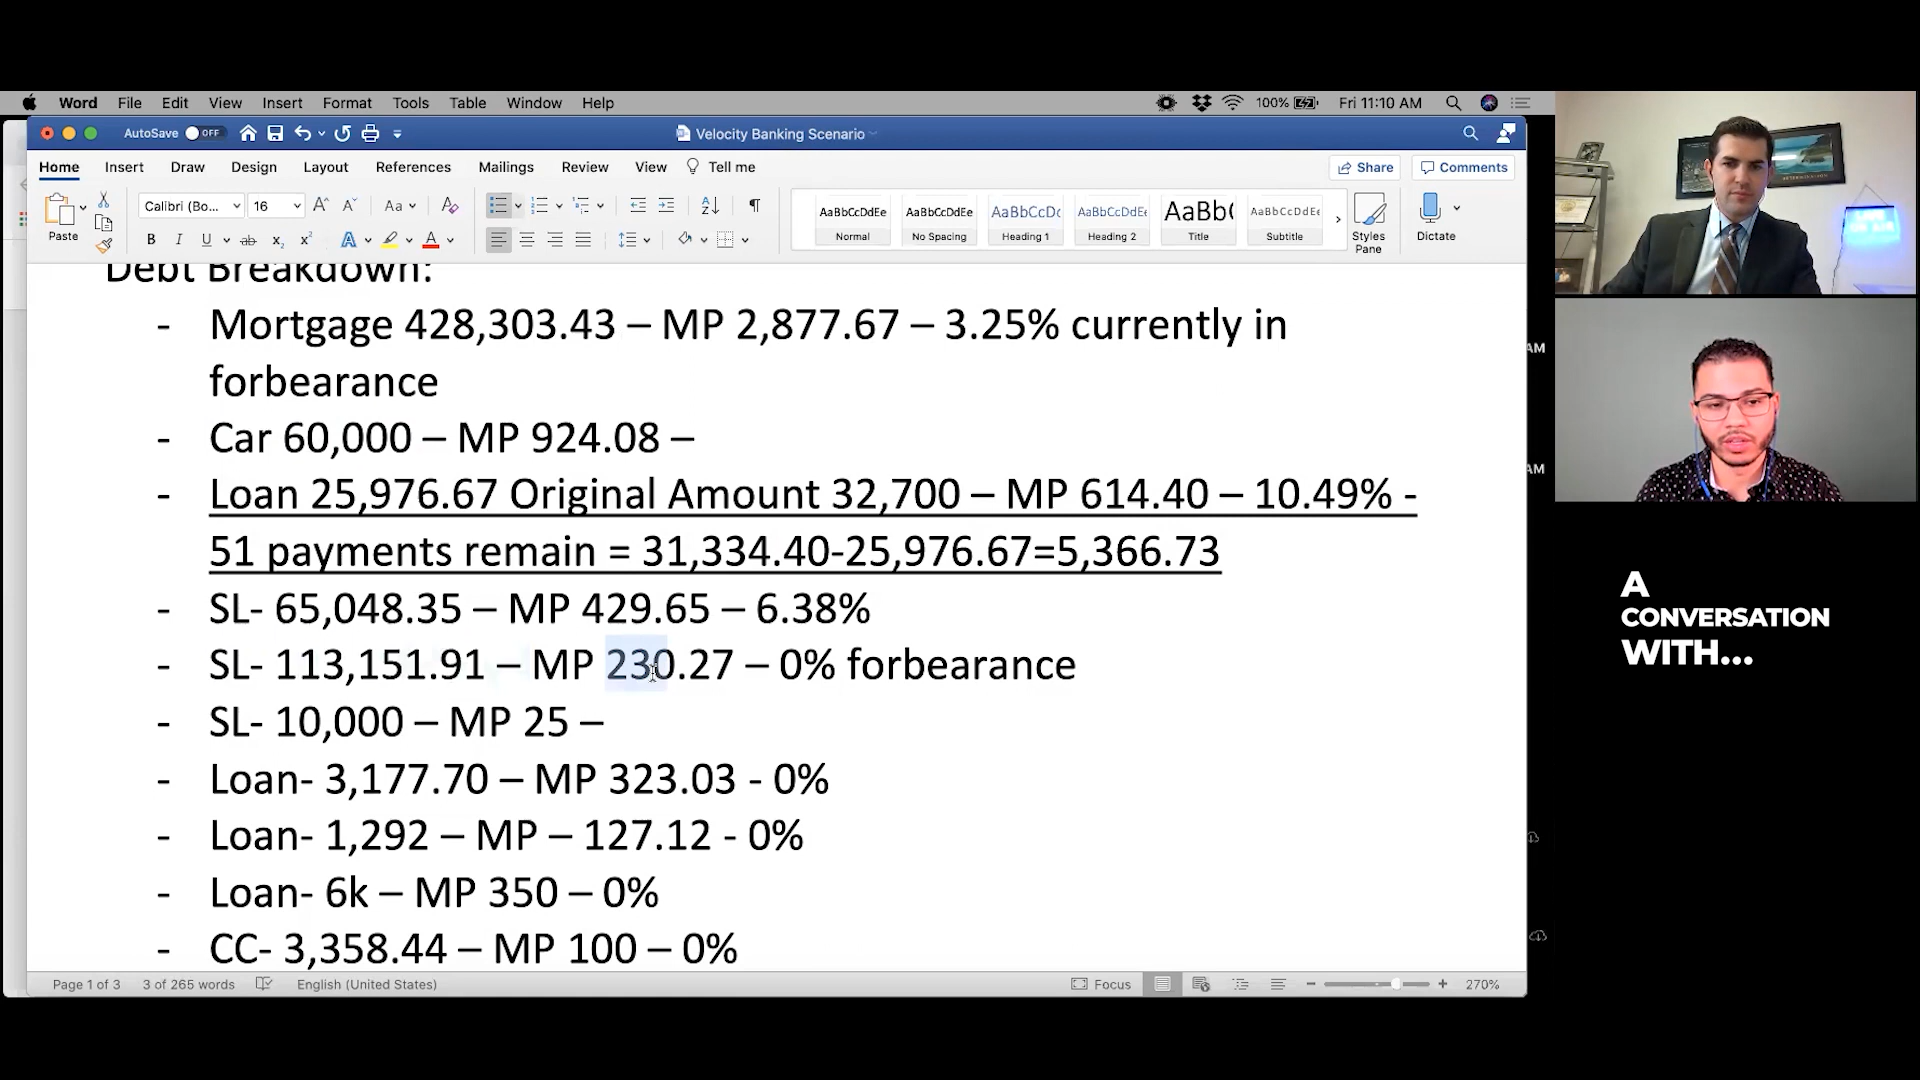 Word File Edit View Insert Format Tools Table Window Help 100% Fri 11:10 AM
AutoSave OFF Velocity Banking Scenario
Home Insert Draw Design Layout References Mailings Review View Tell me Share Comments
Paste Calibri (Bo... 16 Aa
B I U ab x₂ x² A A
AaBbCcDdEe AaBbCcDdEe AaBbCcDc AaBbCcDdEe AaBb( AaBbCcDdEe
Normal No Spacing Heading 1 Heading 2 Title Subtitle Styles Pane Dictate
Debt Breakdown:
- Mortgage 428,303.43 – MP 2,877.67 – 3.25% currently in
forbearance
- Car 60,000 – MP 924.08 –
- Loan 25,976.67 Original Amount 32,700 – MP 614.40 – 10.49% -
51 payments remain = 31,334.40-25,976.67=5,366.73
- SL- 65,048.35 – MP 429.65 – 6.38%
- SL- 113,151.91 – MP 230.27 – 0% forbearance
- SL- 10,000 – MP 25 –
- Loan- 3,177.70 – MP 323.03 - 0%
- Loan- 1,292 – MP – 127.12 - 0%
- Loan- 6k – MP 350 – 0%
- CC- 3,358.44 – MP 100 – 0%
Page 1 of 3 3 of 265 words English (United States) Focus 270%
AM
AM
A
CONVERSATION
WITH...